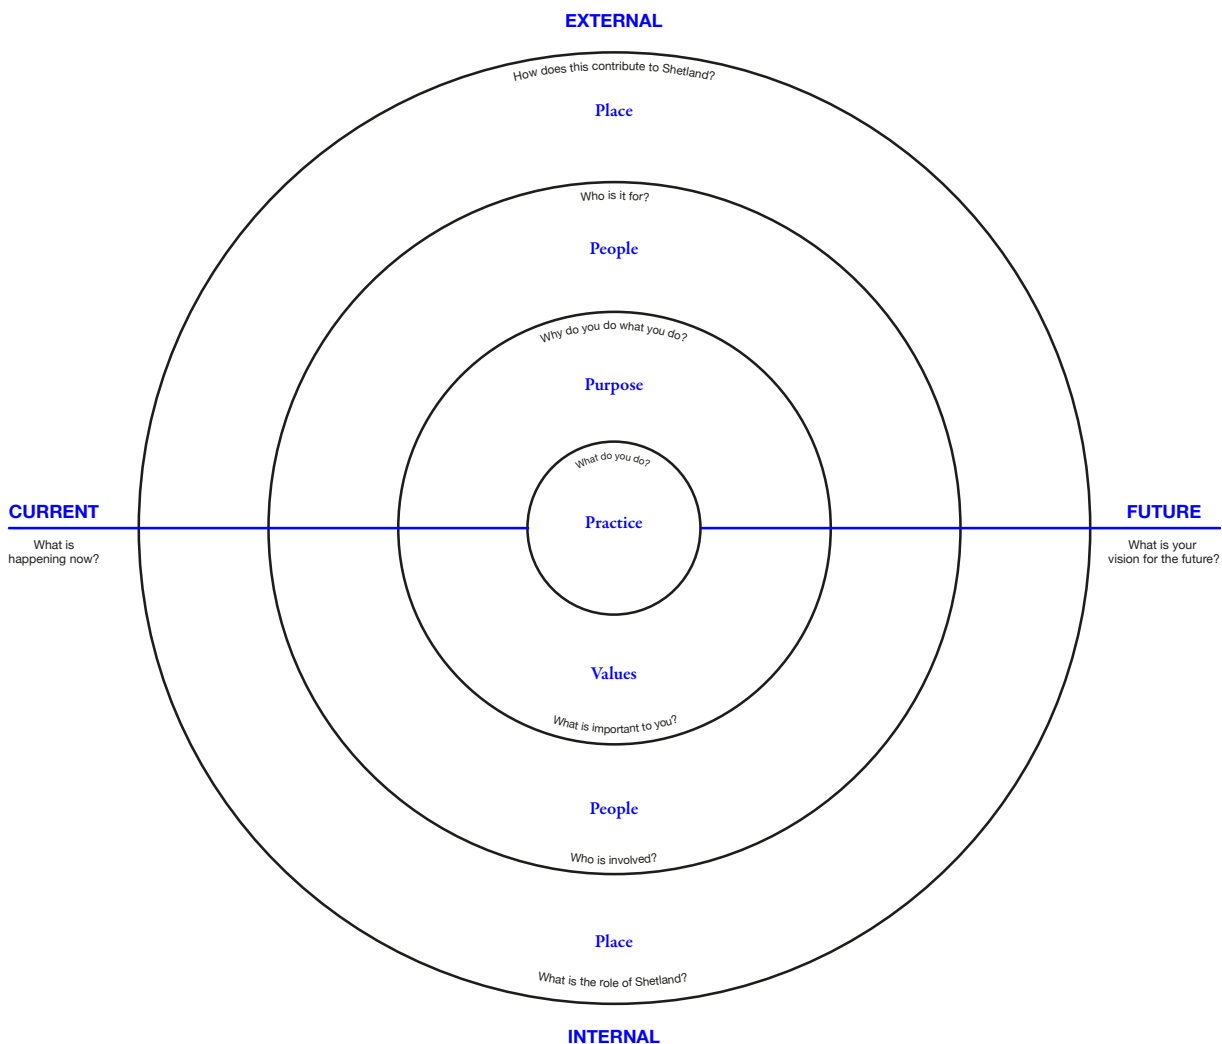 EXTERNAL
How does this contribute to Shetland?
Place
Who is it for?
People
Why do you do what you do?
Purpose
What do you do?
CURRENT
What is
happening now?
Practice
FUTURE
What is your
vision for the future?
Values
What is important to you?
People
Who is involved?
Place
What is the role of Shetland?
INTERNAL